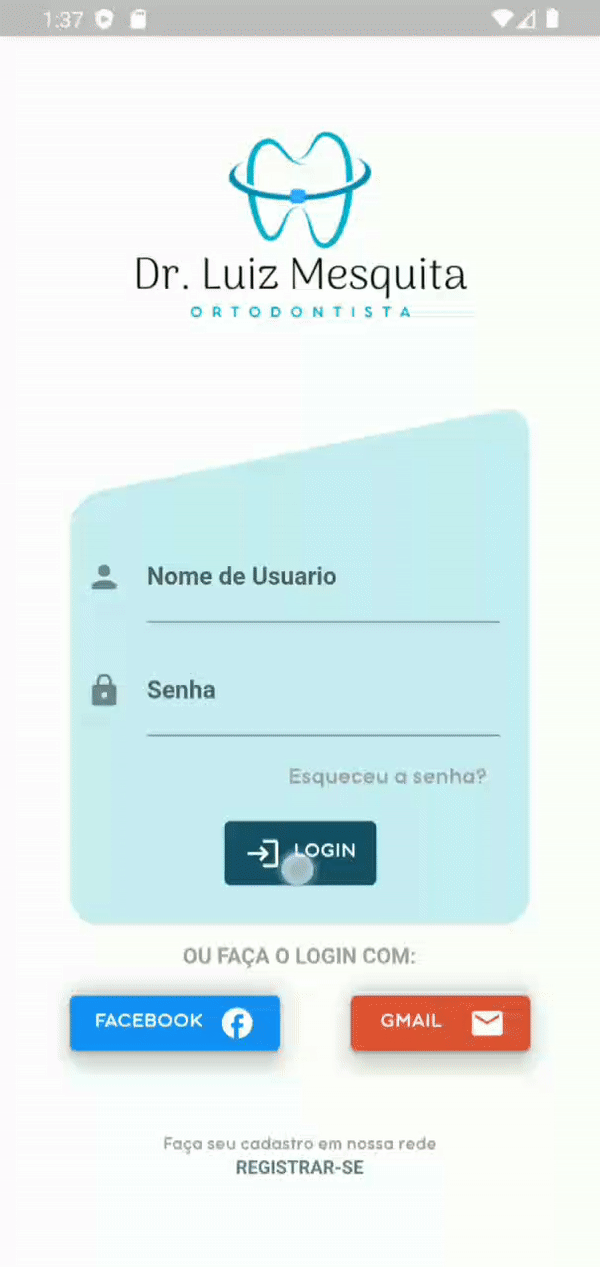 1:37
Dr. Luiz Mesquita
ORTODONTISTA
Nome de Usuario
Senha
Esqueceu a senha?
LOGIN
OU FAÇA O LOGIN COM:
FACEBOOK
GMAIL
Faça seu cadastro em nossa rede
REGISTRAR-SE